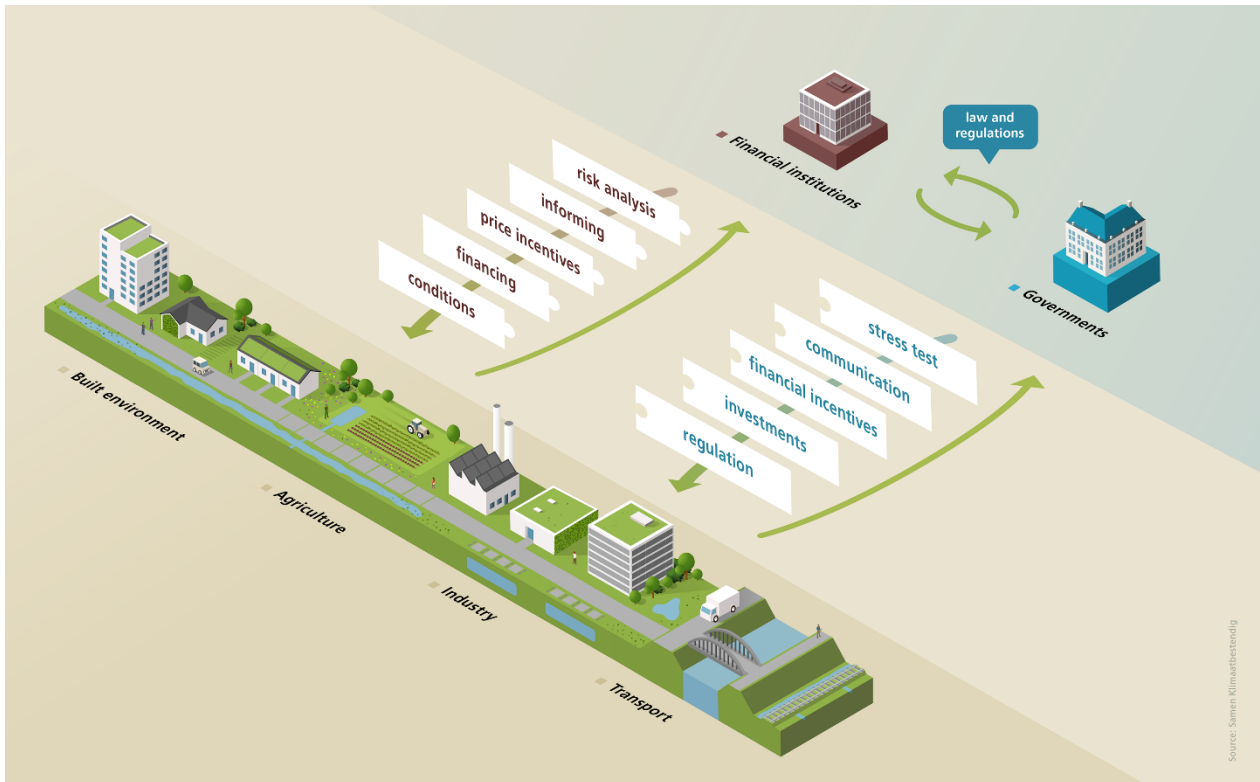 law and
regulations
Financial institutions
Governments
risk analysis
informing
price incentives
financing
conditions
stress test
communication
financial incentives
investments
regulation
Built environment
Agriculture
Industry
Transport
Source: Samen Klimaatbestendig